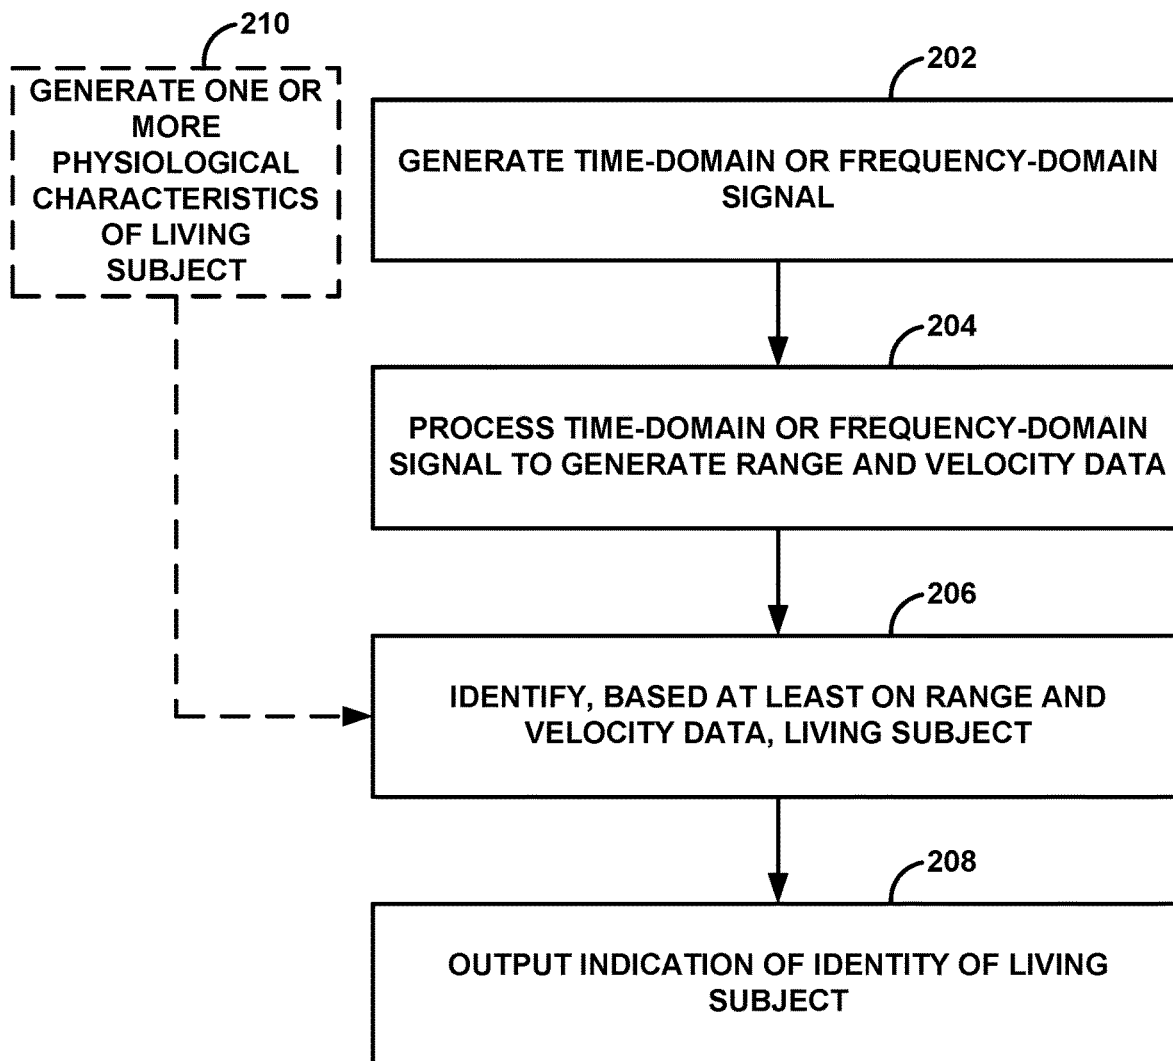 210
GENERATE ONE OR
MORE
PHYSIOLOGICAL
CHARACTERISTICS
OF LIVING
SUBJECT
202
GENERATE TIME-DOMAIN OR FREQUENCY-DOMAIN
SIGNAL
204
PROCESS TIME-DOMAIN OR FREQUENCY-DOMAIN
SIGNAL TO GENERATE RANGE AND VELOCITY DATA
206
IDENTIFY, BASED AT LEAST ON RANGE AND
VELOCITY DATA, LIVING SUBJECT
208
OUTPUT INDICATION OF IDENTITY OF LIVING
SUBJECT